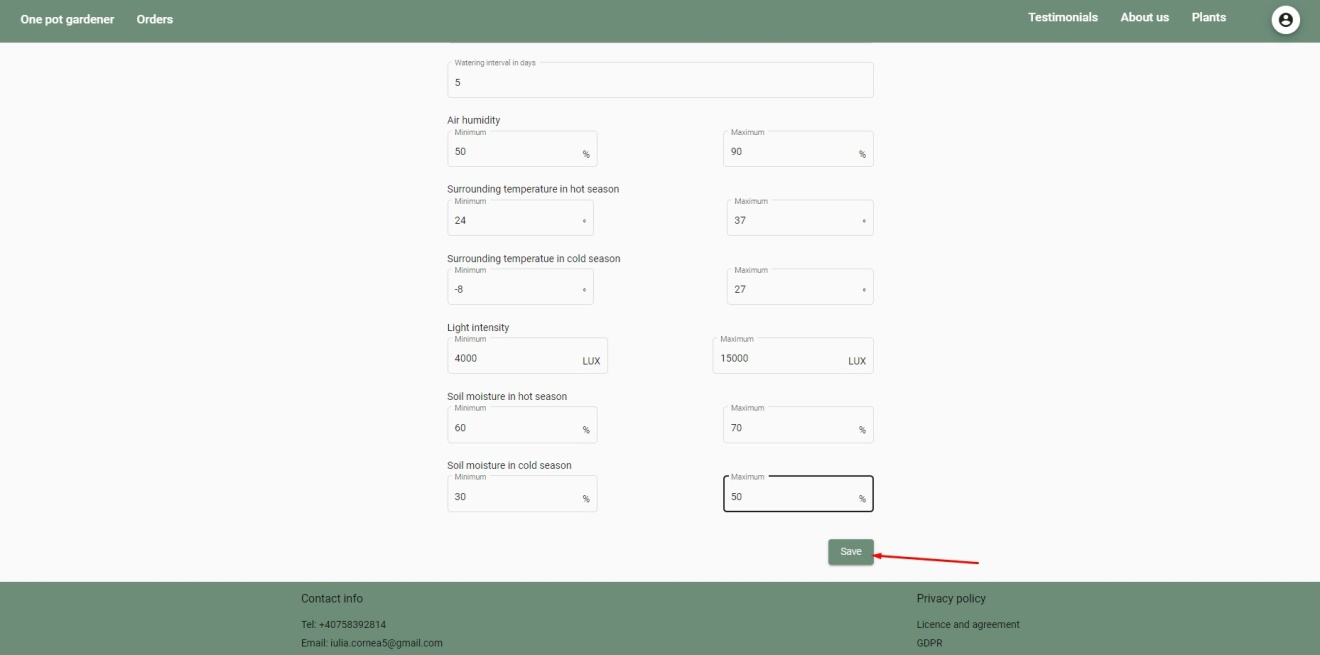 One pot gardener Orders Testimonials About us Plants
Watering interval in days
5
Air humidity
Minimum Maximum
50 % 90 %
Surrounding temperature in hot season
Minimum Maximum
24 ° 37 °
Surrounding temperatue in cold season
Minimum Maximum
-8 ° 27 °
Light intensity
Minimum Maximum
4000 LUX 15000 LUX
Soil moisture in hot season
Minimum Maximum
60 % 70 %
Soil moisture in cold season
Minimum Maximum
30 % 50 %
Save
Contact info Privacy policy
Tel: +40758392814 Licence and agreement
Email: iulia.cornea5@gmail.com GDPR